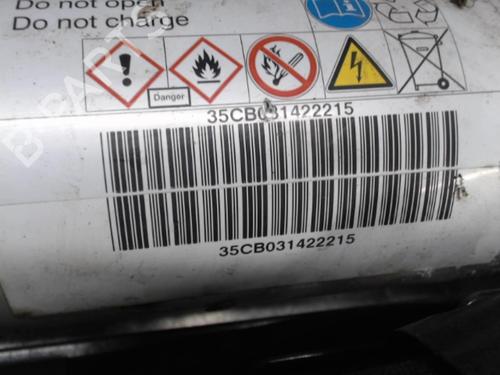 Do not open
Do not charge
Danger
35CB031422215
35CB031422215